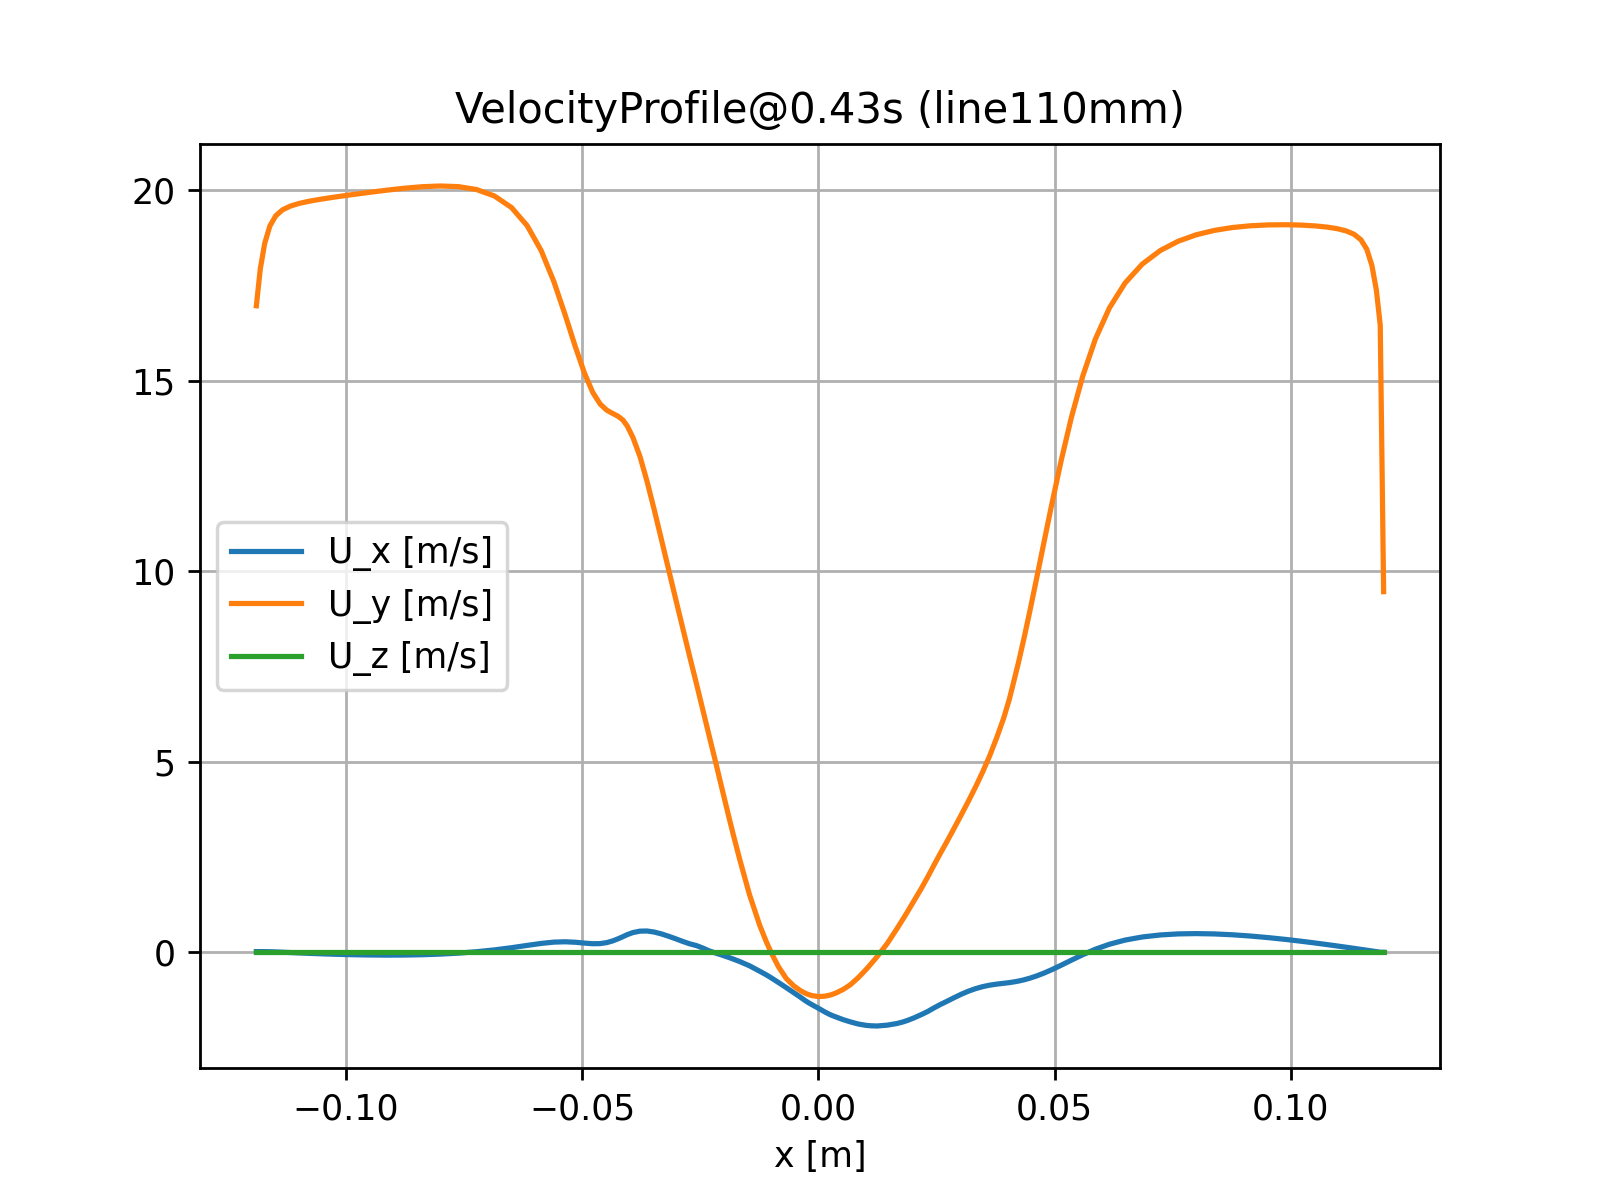 VelocityProfile@0.43s (line110mm)
20
15
10
5
0
U_x [m/s]
U_y [m/s]
U_z [m/s]
−0.10 −0.05 0.00 0.05 0.10
x [m]